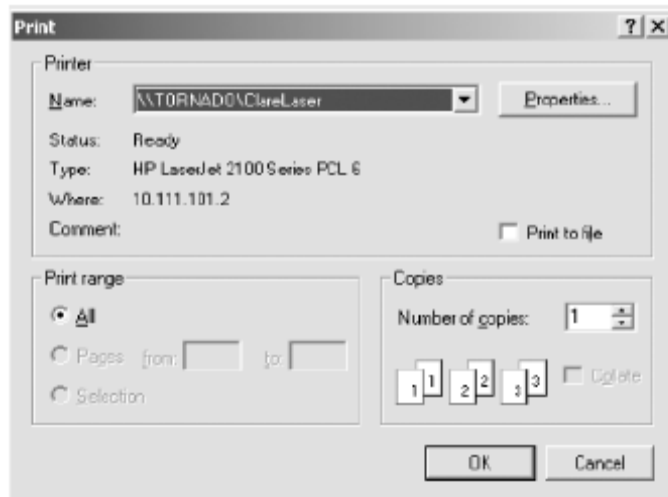 Print
Printer
Name: \\TORNADO\ClareLaser Properties...
Status: Ready
Type: HP LaserJet 2100 Series PCL 6
Where: 10.111.101.2
Comment:
Print to file
Print range
All
Pages from: to:
Selection
Copies
Number of copies: 1
1 1 2 2 3 3
Collate
OK Cancel